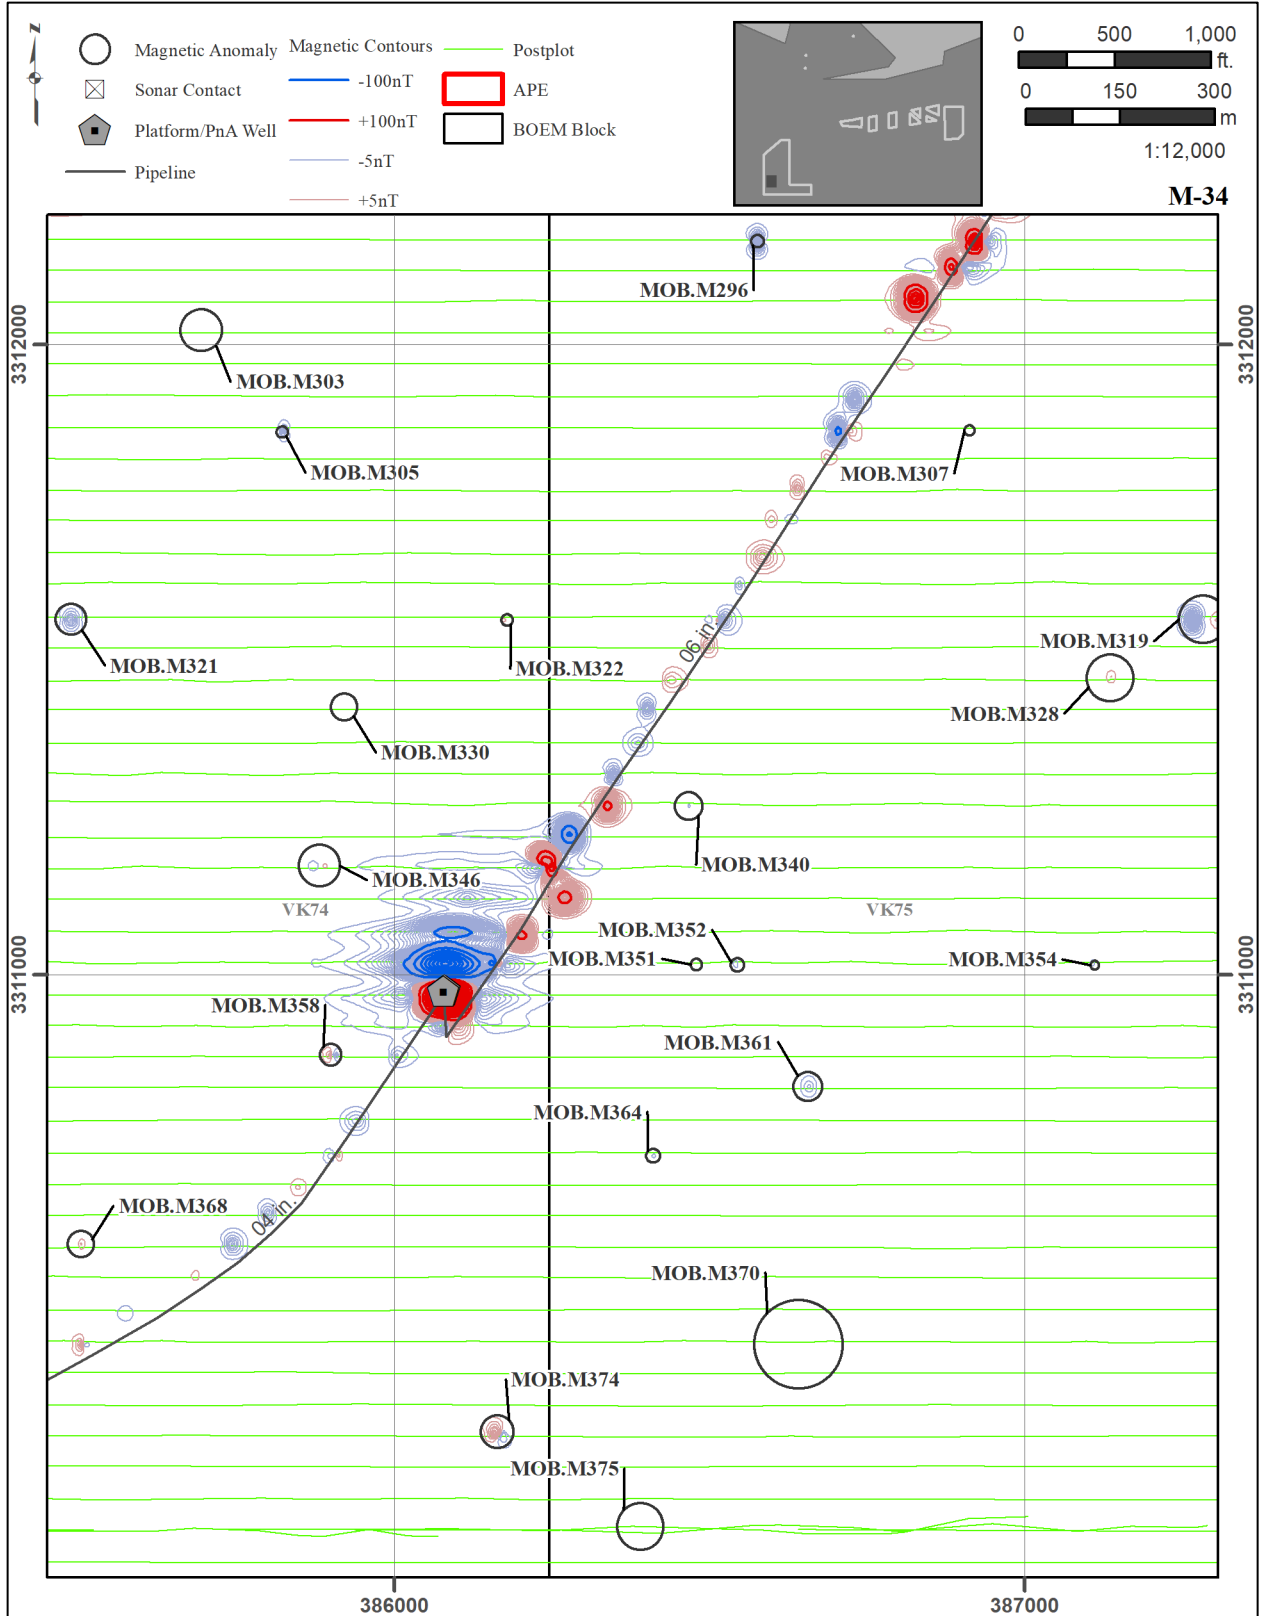 Z
Magnetic Anomaly
Sonar Contact
Platform/PnA Well
Pipeline
Magnetic Contours
-100nT
+100nT
-5nT
+5nT
Postplot
APE
BOEM Block
0 500 1,000
ft.
0 150 300
m
1:12,000
M-34
MOB.M296
3312000
3312000
MOB.M303
MOB.M305
MOB.M307
06 in.
MOB.M319
MOB.M321
MOB.M322
MOB.M328
MOB.M330
MOB.M340
MOB.M346
VK74
VK75
MOB.M352
MOB.M351
MOB.M354
3311000
3311000
MOB.M358
MOB.M361
MOB.M364
MOB.M368
04 in.
MOB.M370
MOB.M374
MOB.M375
386000
387000